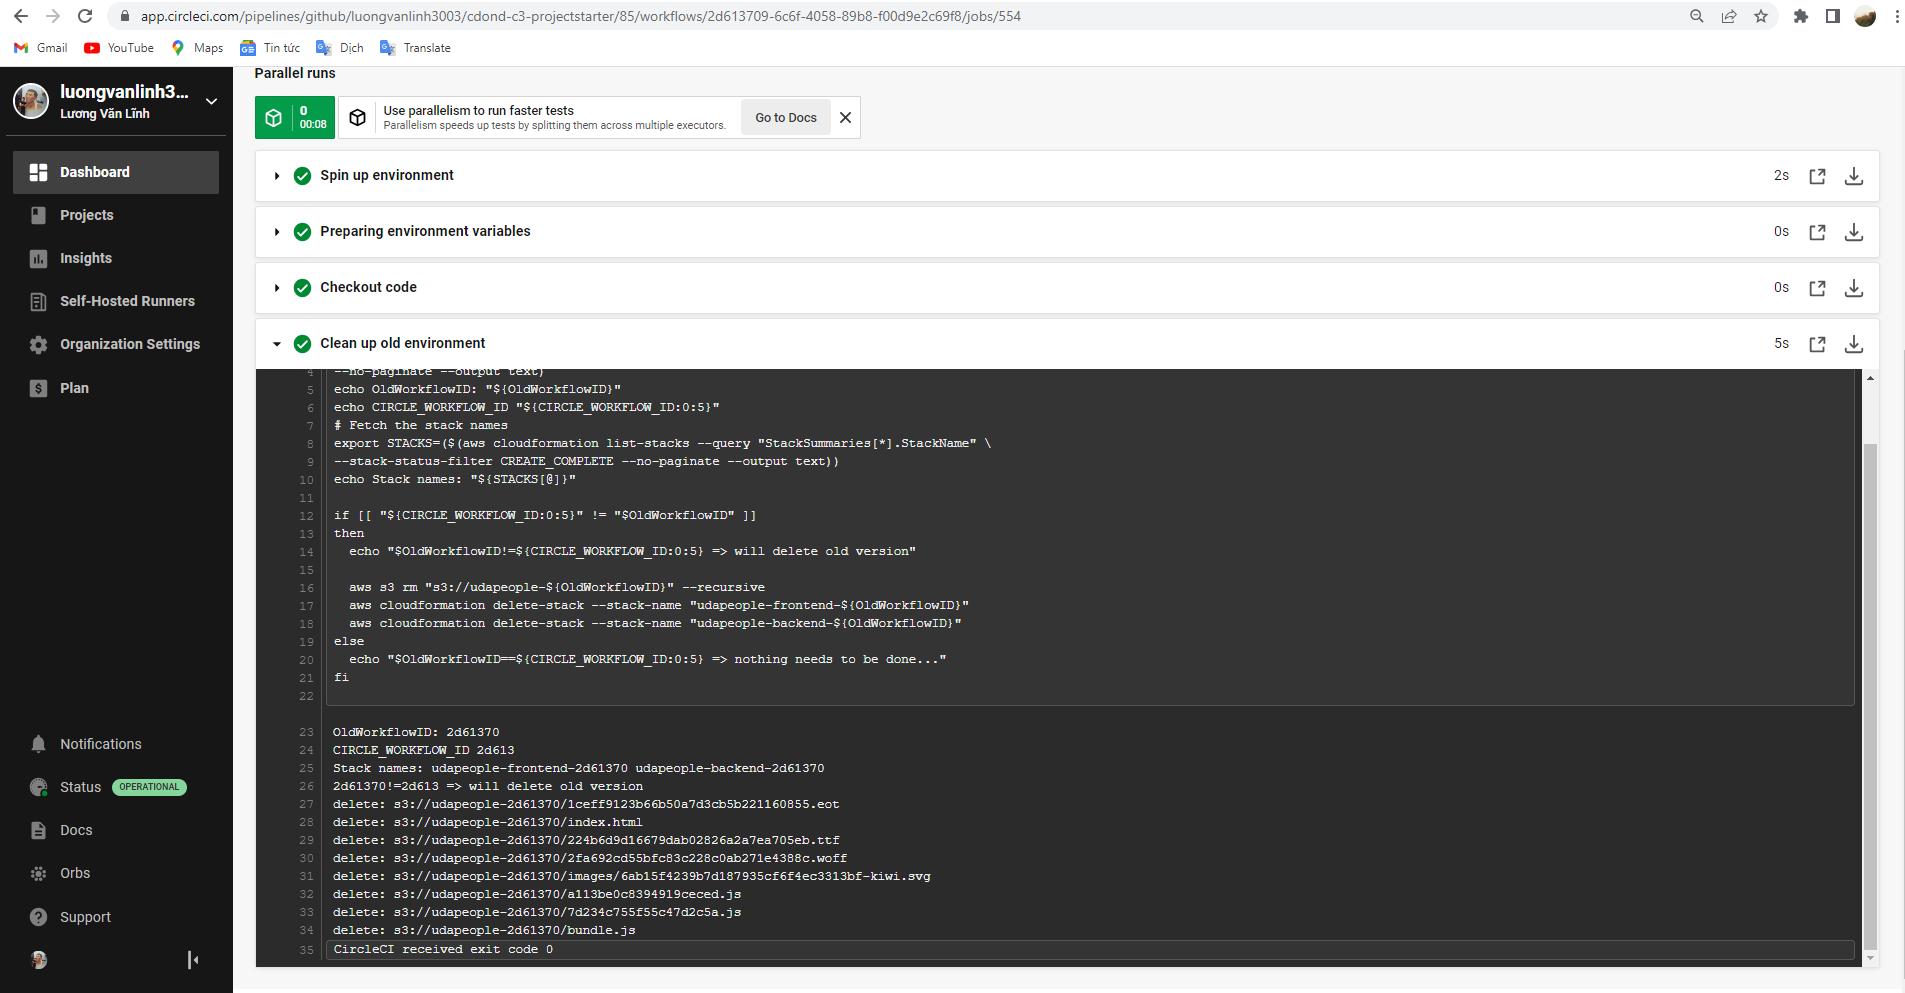 app.circleci.com/pipelines/github/luongvanlinh3003/cdond-c3-projectstarter/85/workflows/2d613709-6c6f-4058-89b8-f00d9e2c69f8/jobs/554
Gmail YouTube Maps Tin tức Dịch Translate
luongvanlinh3...
Lương Văn Lĩnh
Dashboard
Projects
Insights
Self-Hosted Runners
Organization Settings
Plan
Notifications
Status OPERATIONAL
Docs
Orbs
Support
Parallel runs
0
00:08
Use parallelism to run faster tests
Parallelism speeds up tests by splitting them across multiple executors.
Go to Docs
Spin up environment 2s
Preparing environment variables 0s
Checkout code 0s
Clean up old environment 5s
4 --no-paginate --output text)
5 echo OldWorkflowID: "${OldWorkflowID}"
6 echo CIRCLE_WORKFLOW_ID "${CIRCLE_WORKFLOW_ID:0:5}"
7 # Fetch the stack names
8 export STACKS=($(aws cloudformation list-stacks --query "StackSummaries[*].StackName" \
9 --stack-status-filter CREATE_COMPLETE --no-paginate --output text))
10 echo Stack names: "${STACKS[@]}"
11
12 if [[ "${CIRCLE_WORKFLOW_ID:0:5}" != "$OldWorkflowID" ]]
13 then
14 echo "$OldWorkflowID!=${CIRCLE_WORKFLOW_ID:0:5} => will delete old version"
15
16 aws s3 rm "s3://udapeople-${OldWorkflowID}" --recursive
17 aws cloudformation delete-stack --stack-name "udapeople-frontend-${OldWorkflowID}"
18 aws cloudformation delete-stack --stack-name "udapeople-backend-${OldWorkflowID}"
19 else
20 echo "$OldWorkflowID==${CIRCLE_WORKFLOW_ID:0:5} => nothing needs to be done..."
21 fi
22
23 OldWorkflowID: 2d61370
24 CIRCLE_WORKFLOW_ID 2d613
25 Stack names: udapeople-frontend-2d61370 udapeople-backend-2d61370
26 2d61370!=2d613 => will delete old version
27 delete: s3://udapeople-2d61370/1ceff9123b66b50a7d3cb5b221160855.eot
28 delete: s3://udapeople-2d61370/index.html
29 delete: s3://udapeople-2d61370/224b6d9d16679dab02826a2a7ea705eb.ttf
30 delete: s3://udapeople-2d61370/2fa692cd55bfc83c228c0ab271e4388c.woff
31 delete: s3://udapeople-2d61370/images/6ab15f4239b7d187935cf6f4ec3313bf-kiwi.svg
32 delete: s3://udapeople-2d61370/a113be0c8394919ceced.js
33 delete: s3://udapeople-2d61370/7d234c755f55c47d2c5a.js
34 delete: s3://udapeople-2d61370/bundle.js
35 CircleCI received exit code 0